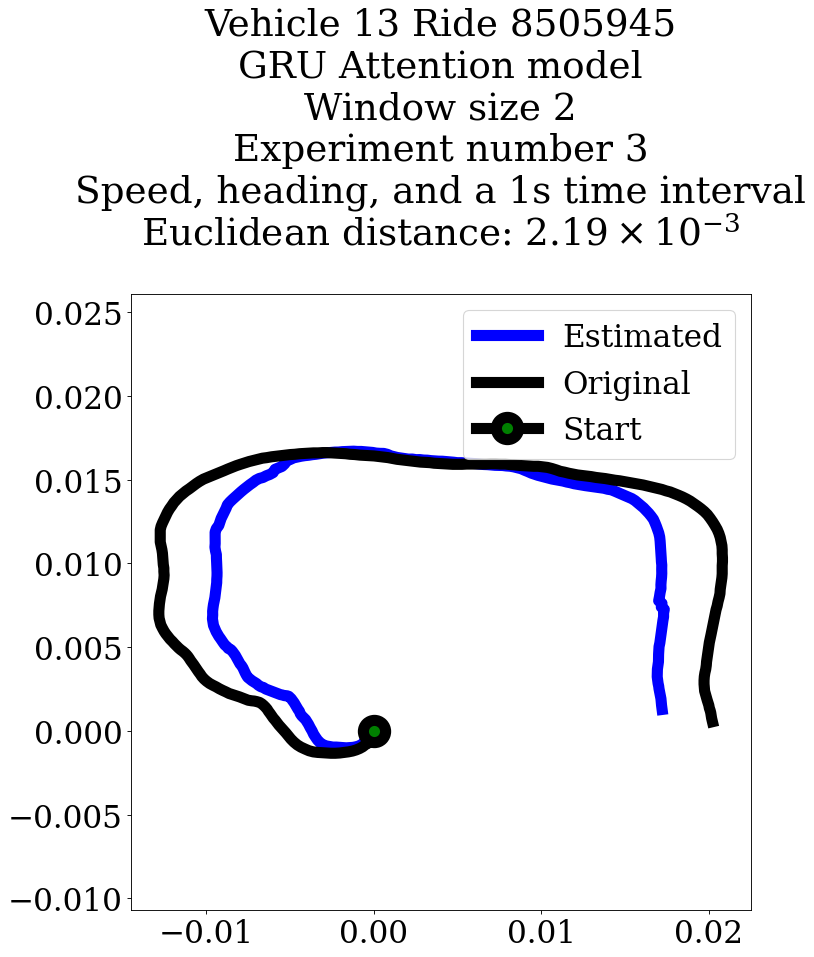 Vehicle 13 Ride 8505945
GRU Attention model
Window size 2
Experiment number 3
Speed, heading, and a 1s time interval
Euclidean distance: 2.19 × 10⁻³
Estimated
Original
Start
0.025
0.020
0.015
0.010
0.005
0.000
−0.005
−0.010
−0.01 0.00 0.01 0.02